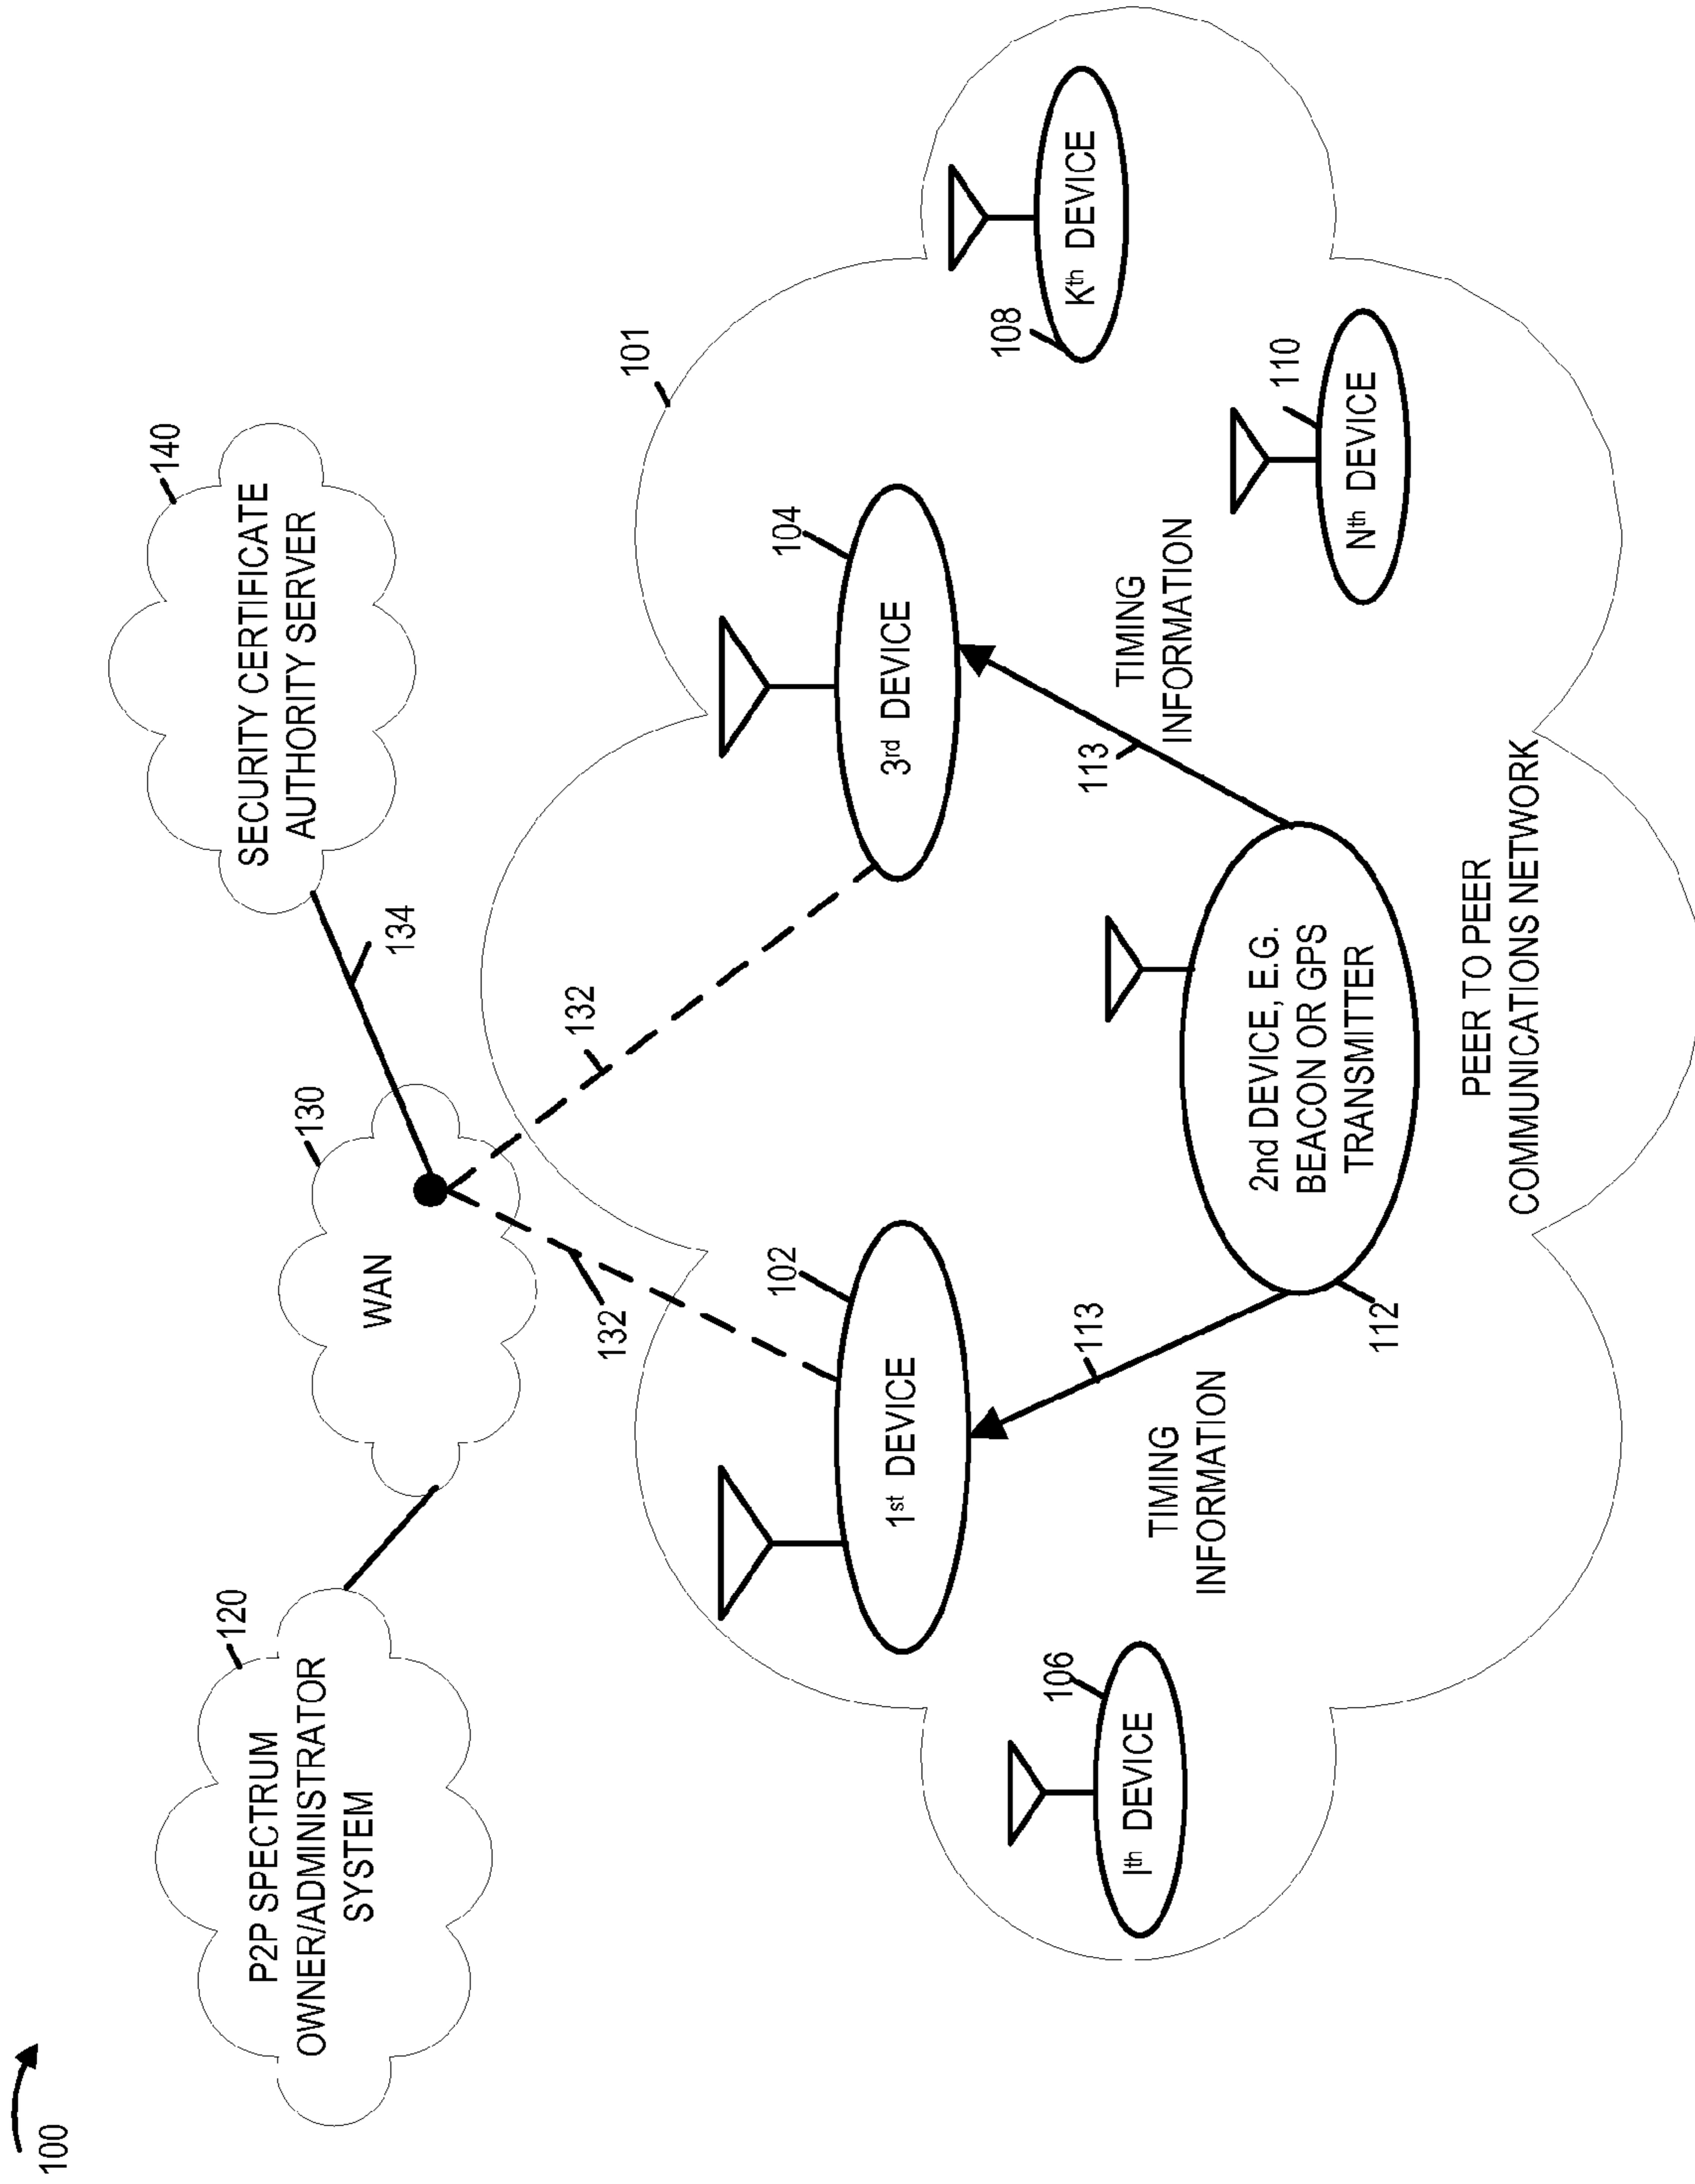 100
P2P SPECTRUM
OWNER/ADMINISTRATOR
SYSTEM
120
WAN
130
SECURITY CERTIFICATE
AUTHORITY SERVER
140
134
132
132
101
1st DEVICE
102
3rd DEVICE
104
Ith DEVICE
106
Kth DEVICE
108
Nth DEVICE
110
TIMING
INFORMATION
113
TIMING
INFORMATION
113
2nd DEVICE, E.G.
BEACON OR GPS
TRANSMITTER
112
PEER TO PEER
COMMUNICATIONS NETWORK